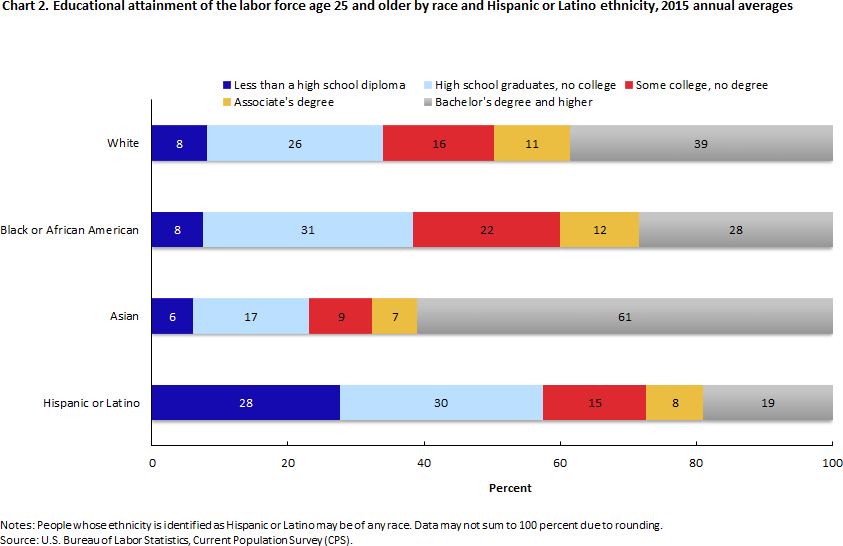 Chart 2. Educational attainment of the labor force age 25 and older by race and Hispanic or Latino ethnicity, 2015 annual averages
Less than a high school diploma High school graduates, no college Some college, no degree
Associate's degree Bachelor's degree and higher
White 8 26 16 11 39
Black or African American 8 31 22 12 28
Asian 6 17 9 7 61
Hispanic or Latino 28 30 15 8 19
0 20 40 60 80 100
Percent
Notes: People whose ethnicity is identified as Hispanic or Latino may be of any race. Data may not sum to 100 percent due to rounding.
Source: U.S. Bureau of Labor Statistics, Current Population Survey (CPS).